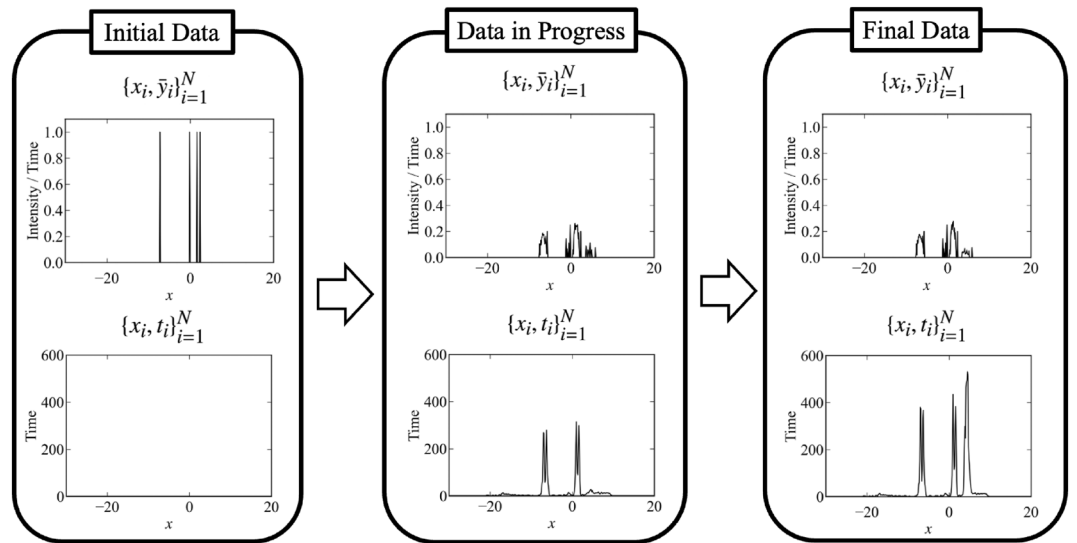 Initial Data
{x_i, ȳ_i}_{i=1}^N
1.0
0.8
0.6
0.4
0.2
0.0
Intensity / Time
−20 0 20
x
{x_i, t_i}_{i=1}^N
600
400
200
0
Time
−20 0 20
x
Data in Progress
{x_i, ȳ_i}_{i=1}^N
1.0
0.8
0.6
0.4
0.2
0.0
Intensity / Time
−20 0 20
x
{x_i, t_i}_{i=1}^N
600
400
200
0
Time
−20 0 20
x
Final Data
{x_i, ȳ_i}_{i=1}^N
1.0
0.8
0.6
0.4
0.2
0.0
Intensity / Time
−20 0 20
x
{x_i, t_i}_{i=1}^N
600
400
200
0
Time
−20 0 20
x